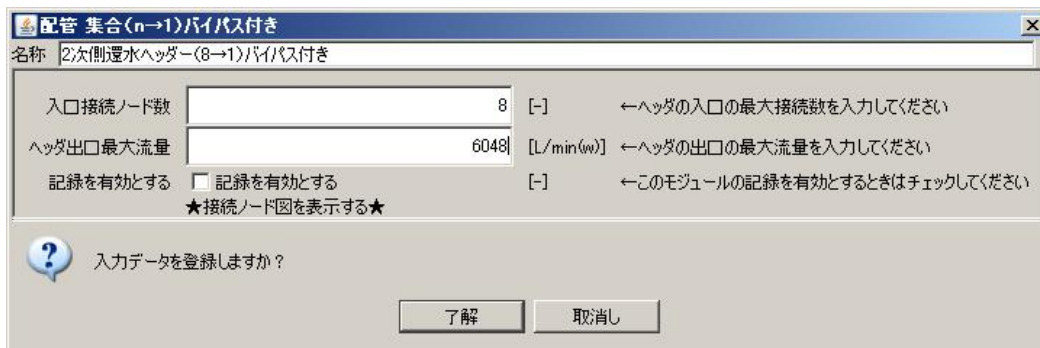 配管 集合(n→1)バイパス付き
名称 2次側還水ヘッダー(8→1)バイパス付き
入口接続ノード数 8 [-] ←ヘッダの入口の最大接続数を入力してください
ヘッダ出口最大流量 6048 [L/min(w)] ←ヘッダの出口の最大流量を入力してください
記録を有効とする 記録を有効とする [-] ←このモジュールの記録を有効とするときはチェックしてください
★接続ノード図を表示する★
入力データを登録しますか？
了解 取消し